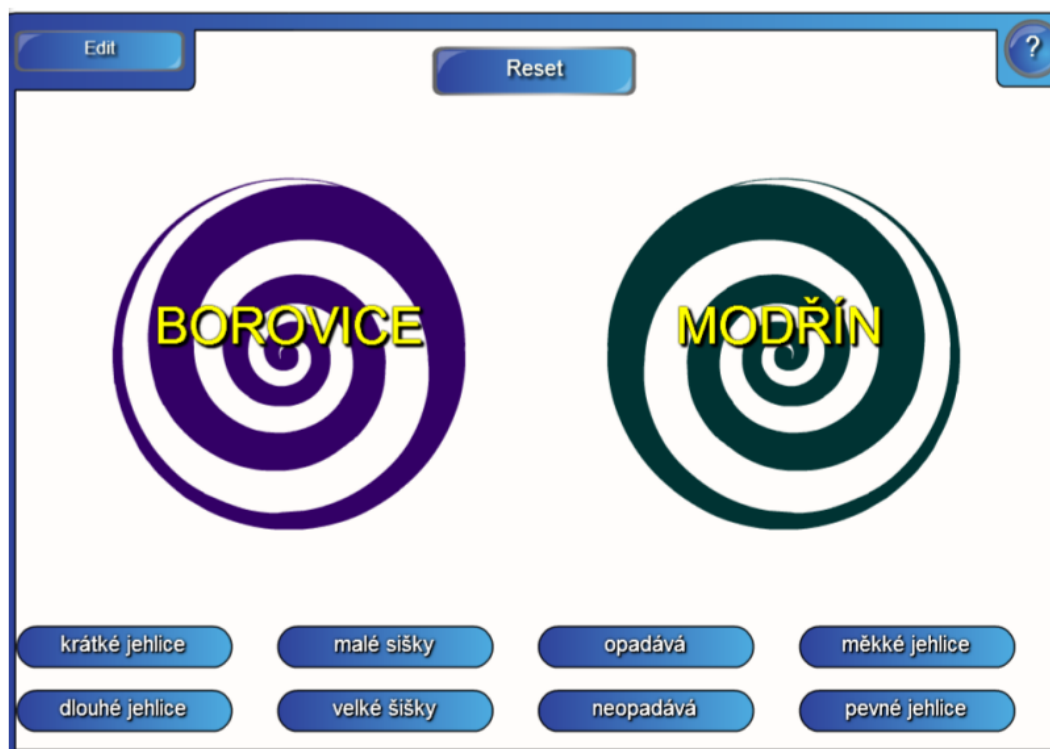 Edit
Reset
?
BOROVICE
MODŘÍN
krátké jehlice
malé sišky
opadává
měkké jehlice
dlouhé jehlice
velké šišky
neopadává
pevné jehlice